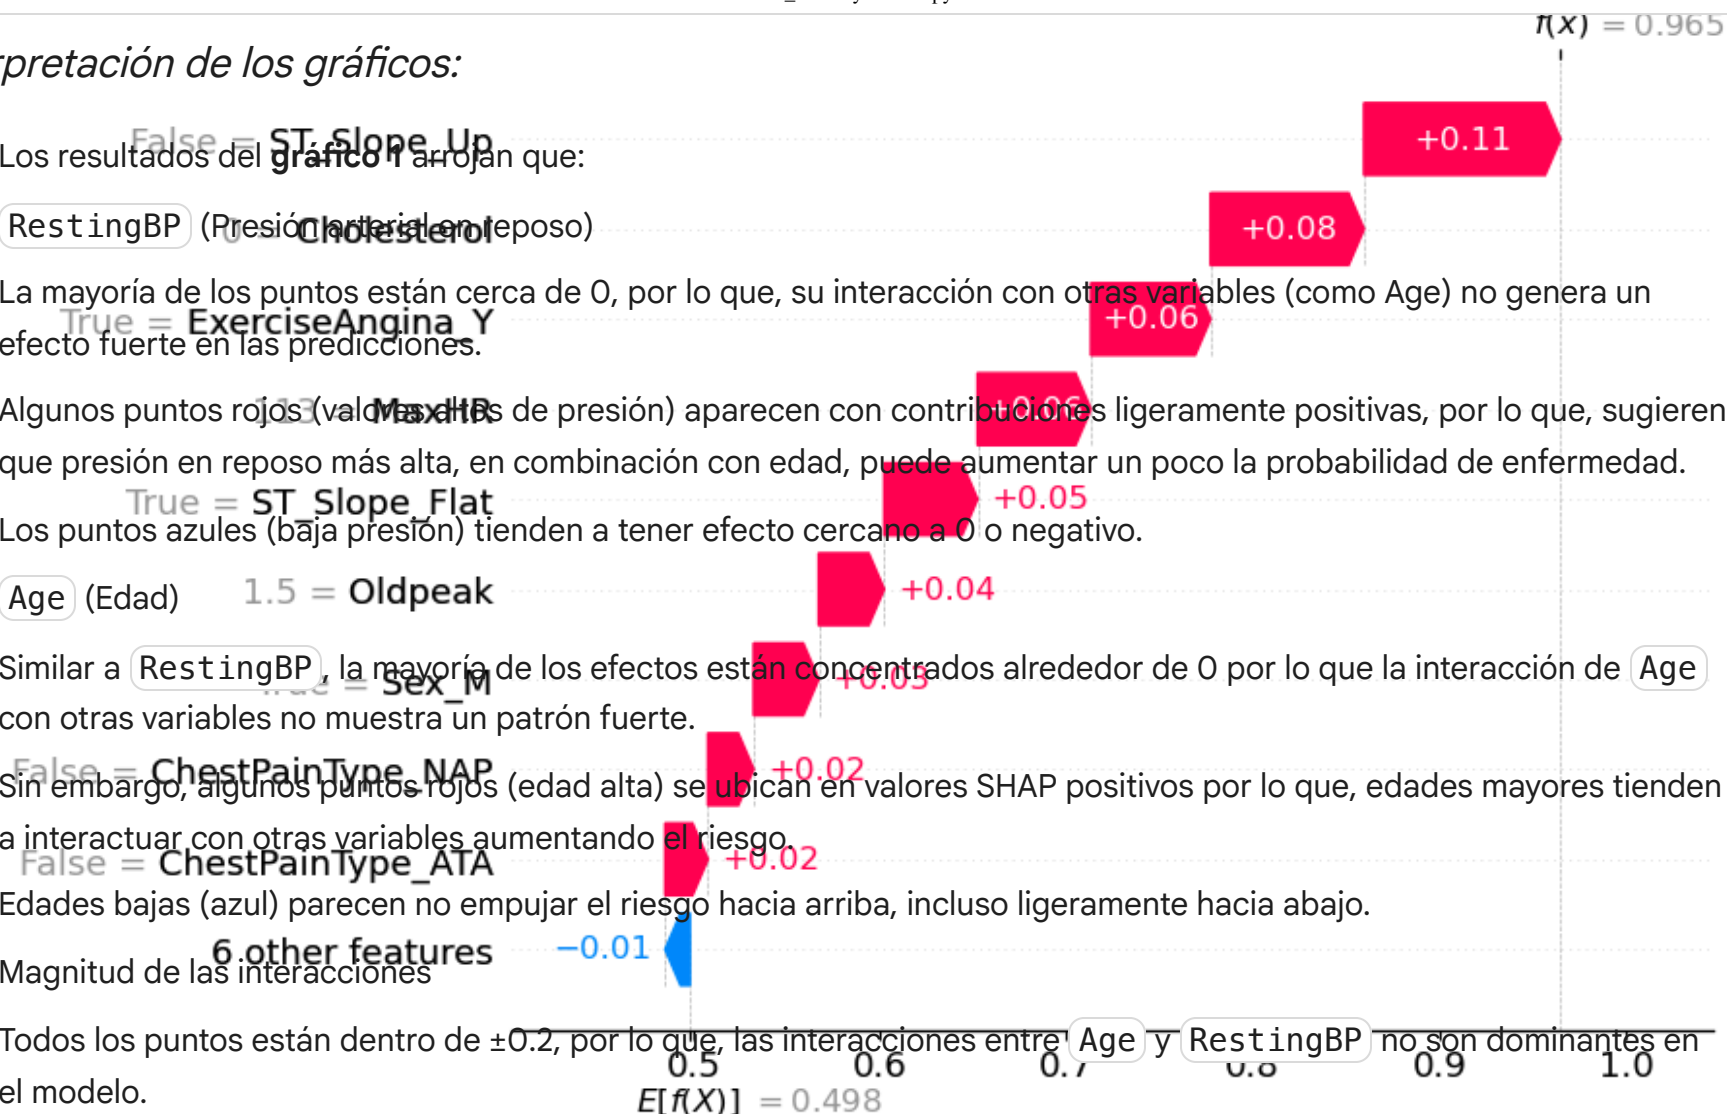 f(x) = 0.965
rpretación de los gráficos:
False = ST_Slope_Up
+0.11
Los resultados del gráfico 1 arrojan que:
RestingBP (Presión arterial en reposo)
0 = Cholesterol
+0.08
La mayoría de los puntos están cerca de 0, por lo que, su interacción con otras variables (como Age) no genera un
True = ExerciseAngina_Y
+0.06
efecto fuerte en las predicciones.
Algunos puntos rojos (valores altos de presión) aparecen con contribuciones ligeramente positivas, por lo que, sugieren
113 = MaxHR
+0.06
que presión en reposo más alta, en combinación con edad, puede aumentar un poco la probabilidad de enfermedad.
True = ST_Slope_Flat
+0.05
Los puntos azules (baja presión) tienden a tener efecto cercano a 0 o negativo.
Age (Edad)
1.5 = Oldpeak
+0.04
Similar a RestingBP, la mayoría de los efectos están concentrados alrededor de 0 por lo que la interacción de Age
True = Sex_M
+0.03
con otras variables no muestra un patrón fuerte.
False = ChestPainType_NAP
+0.02
Sin embargo, algunos puntos rojos (edad alta) se ubican en valores SHAP positivos por lo que, edades mayores tienden
a interactuar con otras variables aumentando el riesgo.
False = ChestPainType_ATA
+0.02
Edades bajas (azul) parecen no empujar el riesgo hacia arriba, incluso ligeramente hacia abajo.
6 other features
−0.01
Magnitud de las interacciones
Todos los puntos están dentro de ±0.2, por lo que, las interacciones entre Age y RestingBP no son dominantes en
0.5 0.6 0.7 0.8 0.9 1.0
el modelo.
E[f(X)] = 0.498